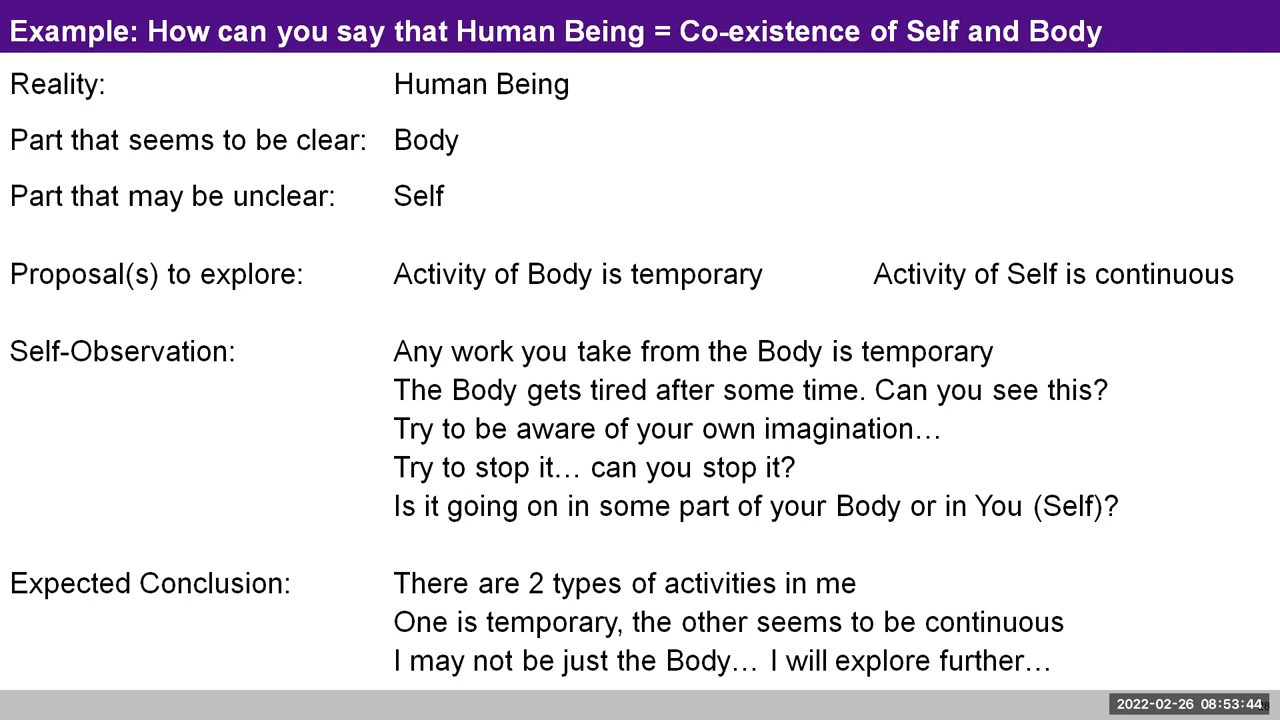 Example: How can you say that Human Being = Co-existence of Self and Body
Reality: Human Being
Part that seems to be clear: Body
Part that may be unclear: Self
Proposal(s) to explore: Activity of Body is temporary Activity of Self is continuous
Self-Observation: Any work you take from the Body is temporary
The Body gets tired after some time. Can you see this?
Try to be aware of your own imagination…
Try to stop it… can you stop it?
Is it going on in some part of your Body or in You (Self)?
Expected Conclusion: There are 2 types of activities in me
One is temporary, the other seems to be continuous
I may not be just the Body… I will explore further…
2022-02-26 08:53:44